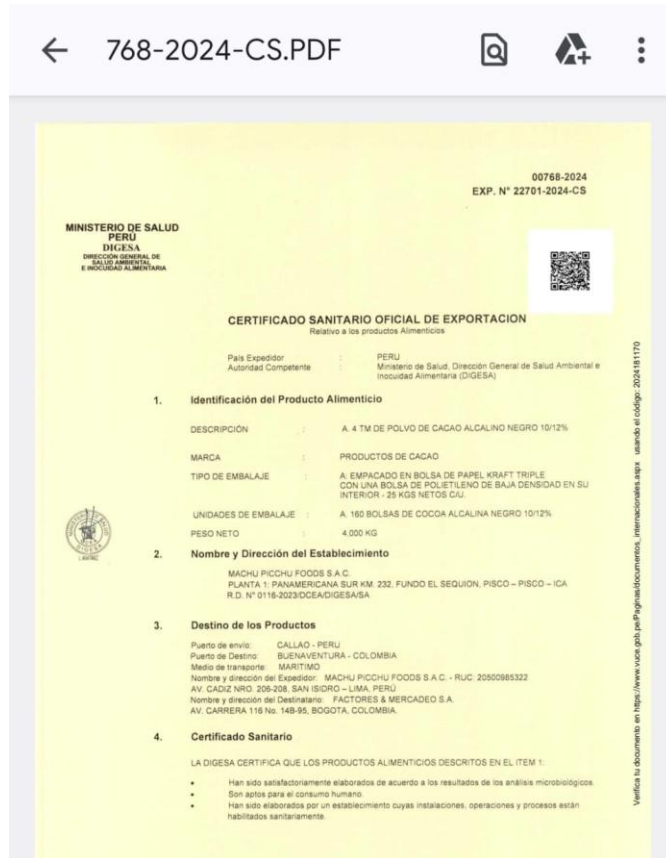 768-2024-CS.PDF
00768-2024
EXP. N° 22701-2024-CS
MINISTERIO DE SALUD
PERÚ
DIGESA
DIRECCIÓN GENERAL DE
SALUD AMBIENTAL
E INOCUIDAD ALIMENTARIA
CERTIFICADO SANITARIO OFICIAL DE EXPORTACION
Relativo a los productos Alimenticios
País Expedidor : PERU
Autoridad Competente : Ministerio de Salud, Dirección General de Salud Ambiental e
Inocuidad Alimentaria (DIGESA)
1. Identificación del Producto Alimenticio
DESCRIPCIÓN : A. 4 TM DE POLVO DE CACAO ALCALINO NEGRO 10/12%
MARCA : PRODUCTOS DE CACAO
TIPO DE EMBALAJE : A: EMPACADO EN BOLSA DE PAPEL KRAFT TRIPLE
CON UNA BOLSA DE POLIETILENO DE BAJA DENSIDAD EN SU
INTERIOR - 25 KGS NETOS C/U.
UNIDADES DE EMBALAJE : A. 160 BOLSAS DE COCOA ALCALINA NEGRO 10/12%
PESO NETO : 4,000 KG
2. Nombre y Dirección del Establecimiento
MACHU PICCHU FOODS S.A.C.
PLANTA 1: PANAMERICANA SUR KM. 232, FUNDO EL SEQUION, PISCO – PISCO – ICA
R.D. N° 0116-2023/DCEA/DIGESA/SA
3. Destino de los Productos
Puerto de envío: CALLAO - PERU
Puerto de Destino: BUENAVENTURA - COLOMBIA
Medio de transporte: MARITIMO
Nombre y dirección del Expedidor: MACHU PICCHU FOODS S.A.C. - RUC. 20500985322
AV. CADIZ NRO. 206-208, SAN ISIDRO – LIMA, PERÚ
Nombre y dirección del Destinatario: FACTORES & MERCADEO S.A.
AV. CARRERA 116 No. 14B-95, BOGOTA, COLOMBIA.
4. Certificado Sanitario
LA DIGESA CERTIFICA QUE LOS PRODUCTOS ALIMENTICIOS DESCRITOS EN EL ITEM 1:
• Han sido satisfactoriamente elaborados de acuerdo a los resultados de los análisis microbiológicos.
• Son aptos para el consumo humano.
• Han sido elaborados por un establecimiento cuyas instalaciones, operaciones y procesos están
habilitados sanitariamente.
Verifica tu documento en https://www.vuce.gob.pe/Paginas/documentos_internacionales.aspx usando el código: 2024181170